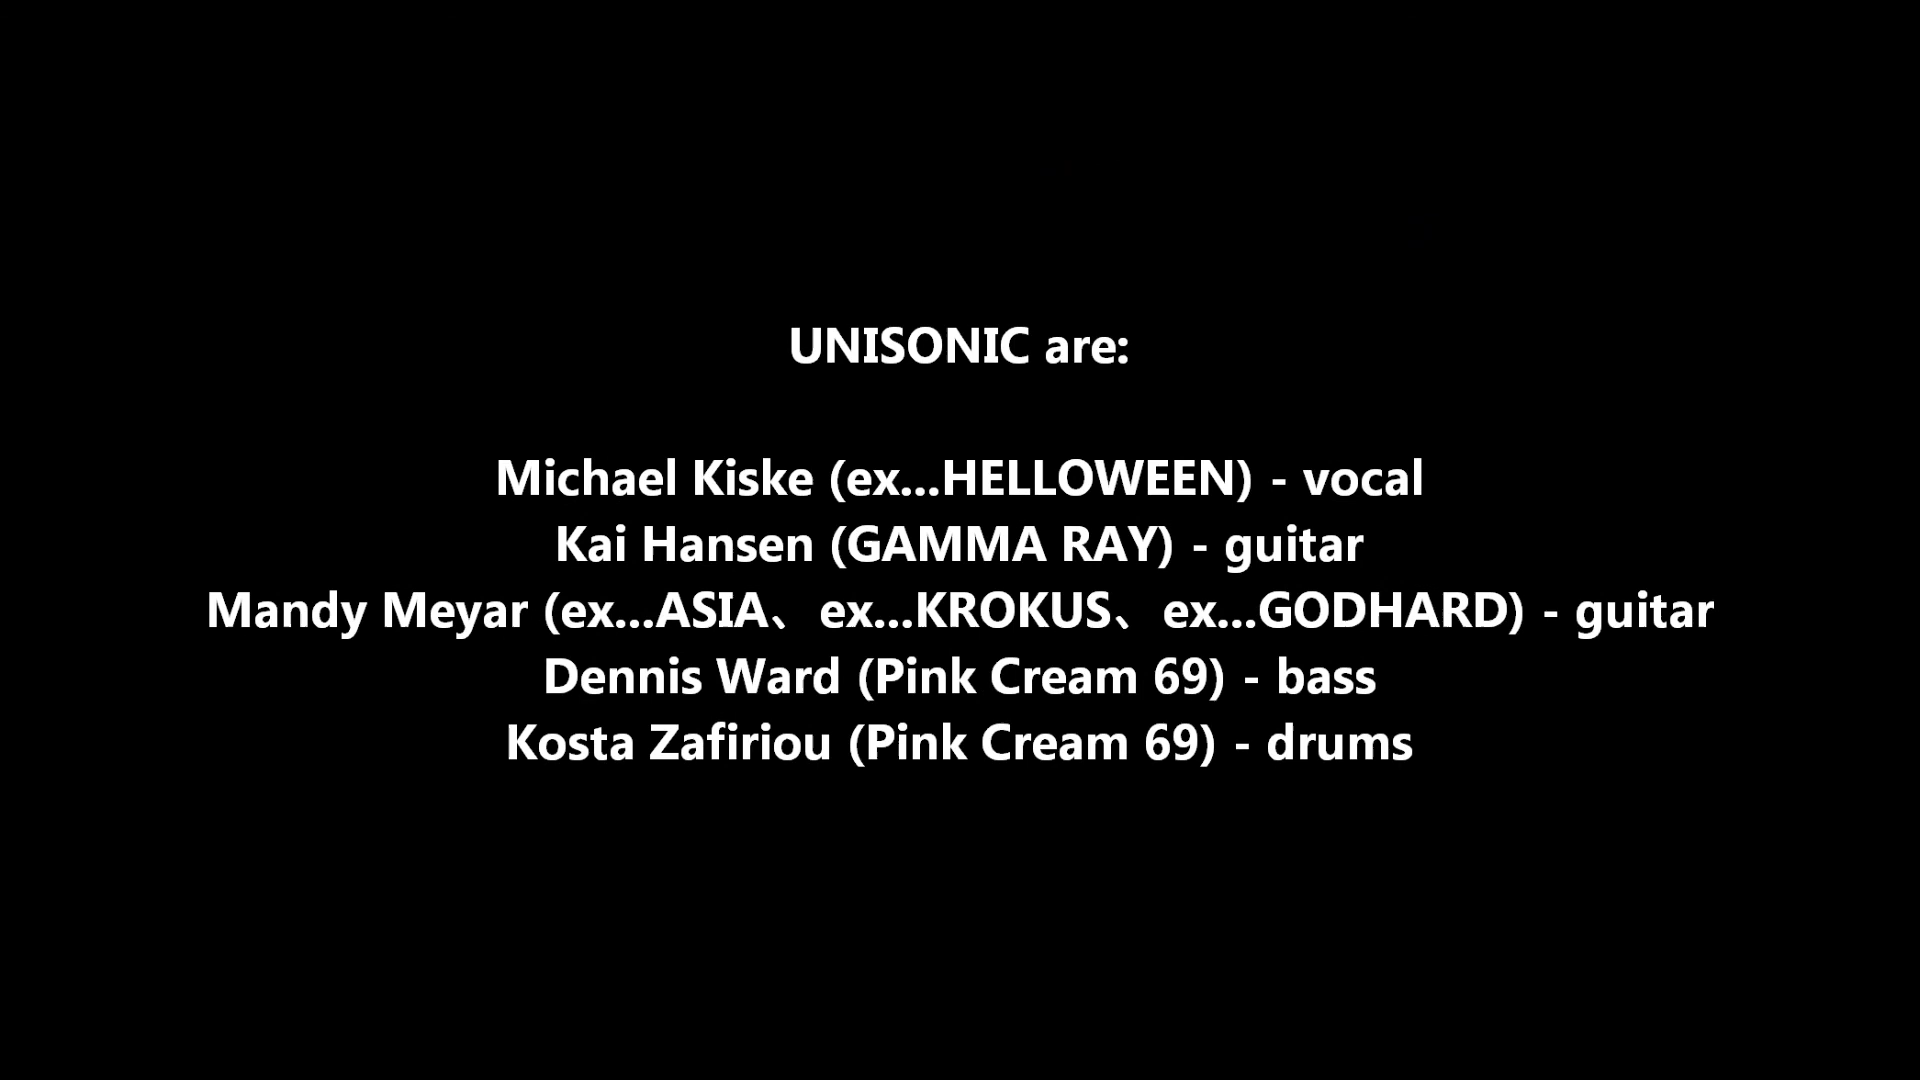 UNISONIC are:
Michael Kiske (ex...HELLOWEEN) - vocal
Kai Hansen (GAMMA RAY) - guitar
Mandy Meyar (ex...ASIA、ex...KROKUS、ex...GODHARD) - guitar
Dennis Ward (Pink Cream 69) - bass
Kosta Zafiriou (Pink Cream 69) - drums